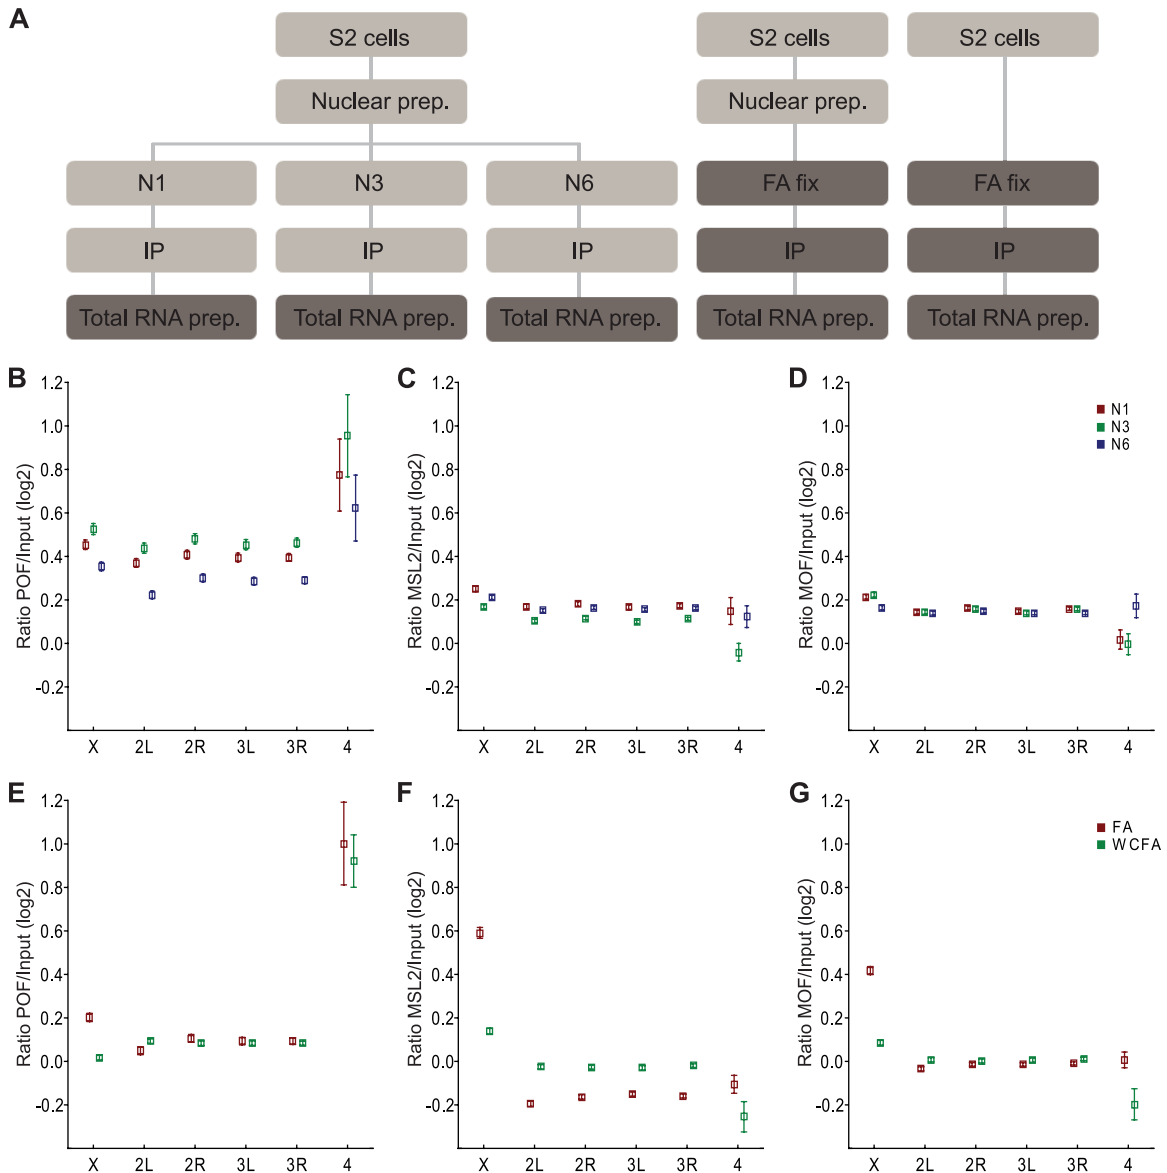 A
S2 cells
S2 cells
S2 cells
Nuclear prep.
Nuclear prep.
N1
N3
N6
FA fix
FA fix
IP
IP
IP
IP
IP
Total RNA prep.
Total RNA prep.
Total RNA prep.
Total RNA prep.
Total RNA prep.
B
Ratio POF/Input (log2)
1.2
1.0
0.8
0.6
0.4
0.2
0.0
-0.2
X 2L 2R 3L 3R 4
C
Ratio MSL2/Input (log2)
1.2
1.0
0.8
0.6
0.4
0.2
0.0
-0.2
X 2L 2R 3L 3R 4
D
Ratio MOF/Input (log2)
1.2
1.0
0.8
0.6
0.4
0.2
0.0
-0.2
X 2L 2R 3L 3R 4
N1
N3
N6
E
Ratio POF/Input (log2)
1.2
1.0
0.8
0.6
0.4
0.2
0.0
-0.2
X 2L 2R 3L 3R 4
F
Ratio MSL2/Input (log2)
1.2
1.0
0.8
0.6
0.4
0.2
0.0
-0.2
X 2L 2R 3L 3R 4
G
Ratio MOF/Input (log2)
1.2
1.0
0.8
0.6
0.4
0.2
0.0
-0.2
X 2L 2R 3L 3R 4
FA
WCFA